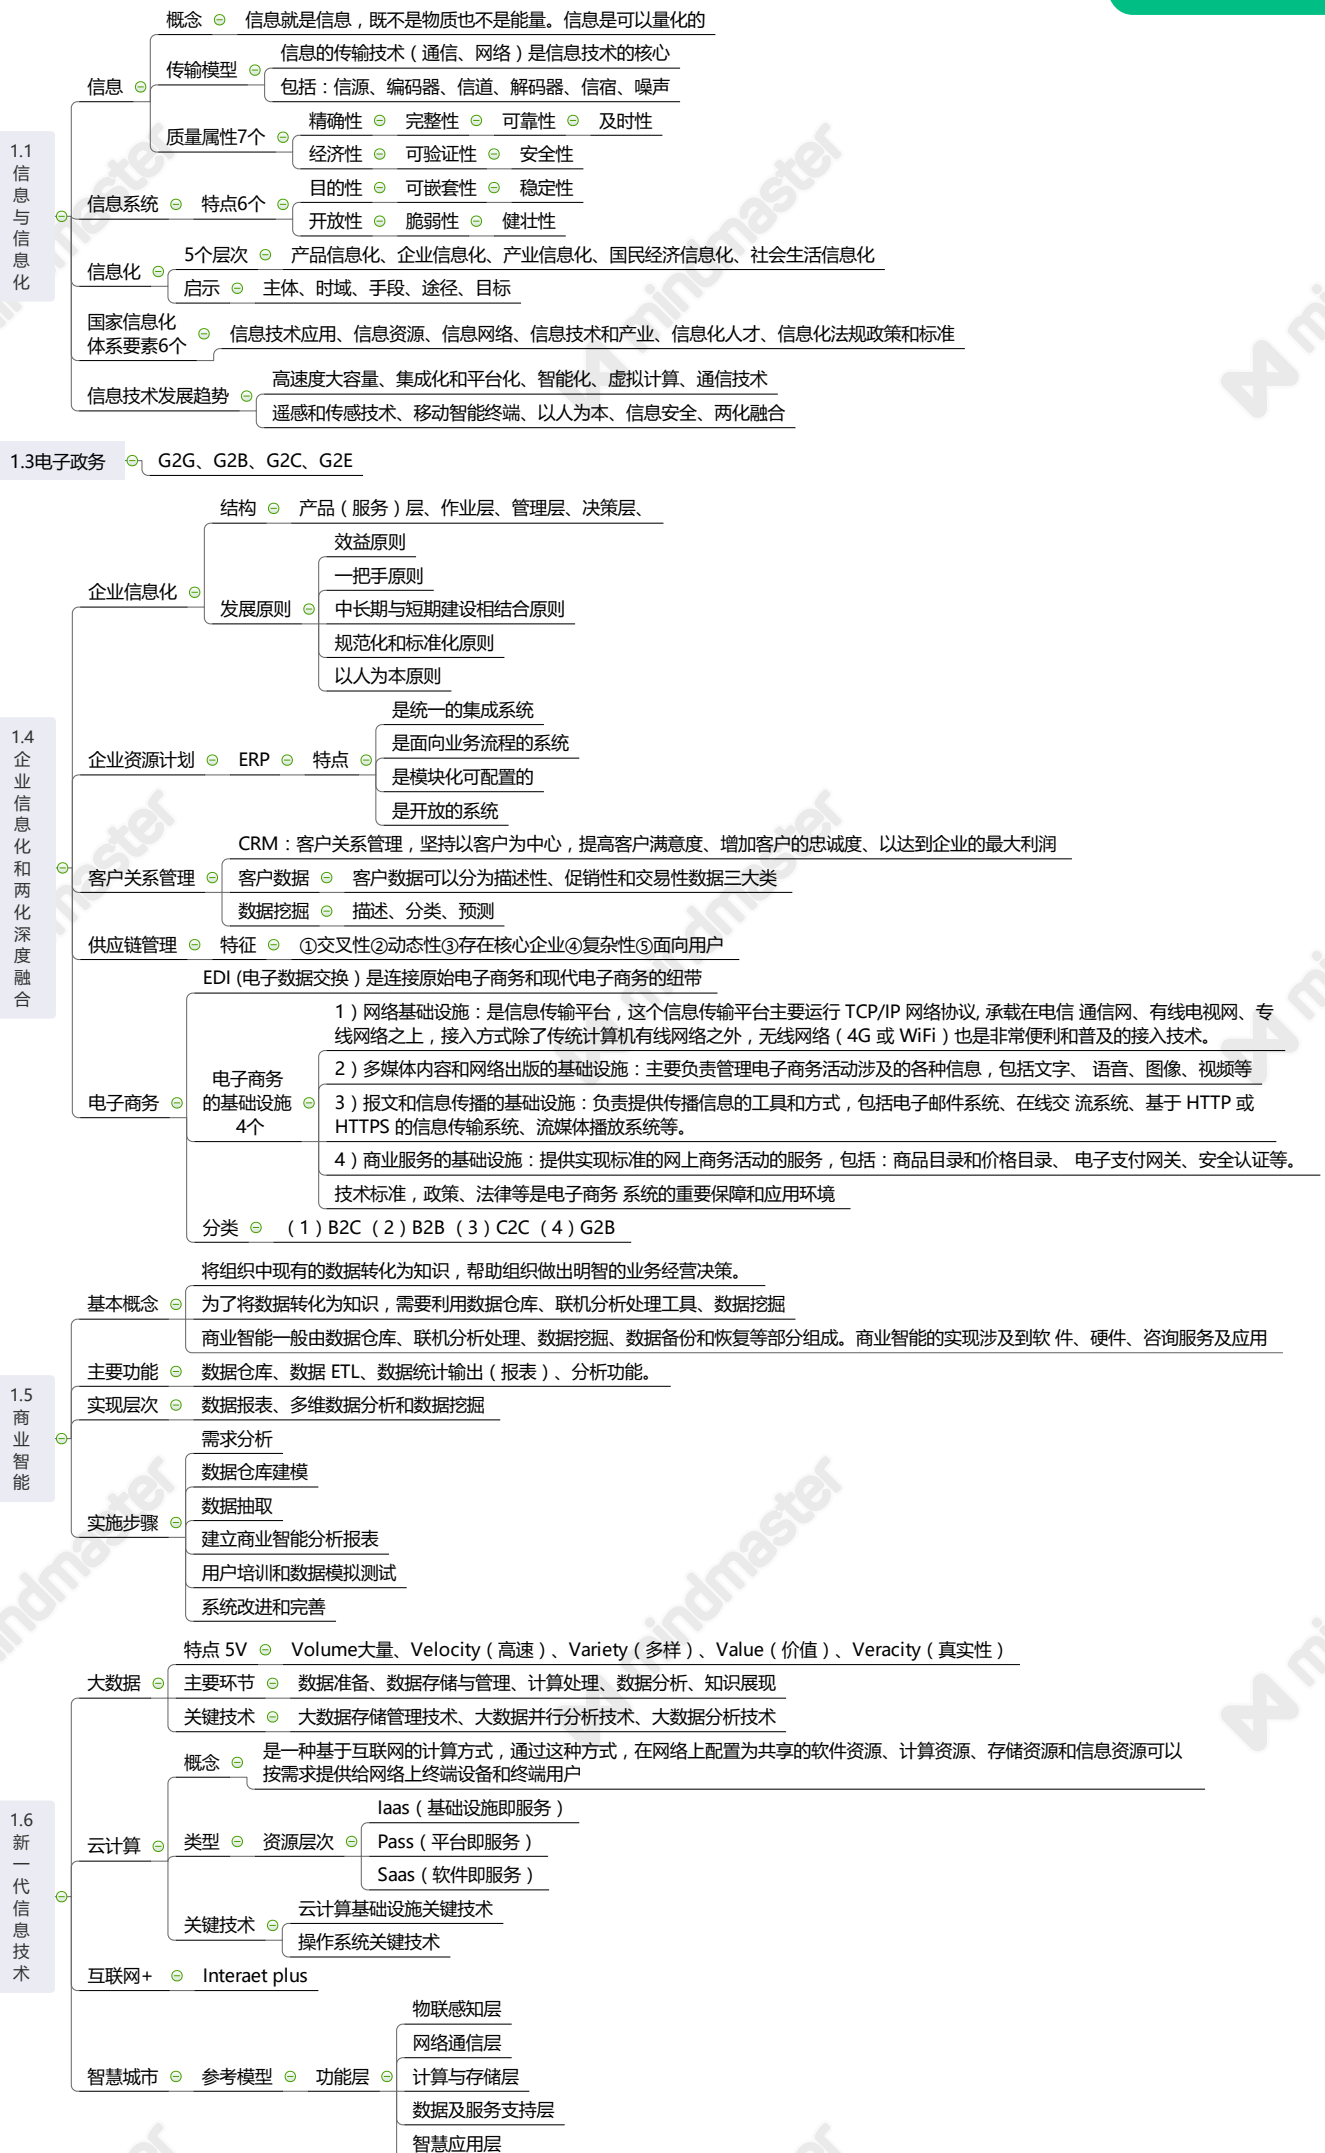 概念
信息就是信息，既不是物质也不是能量。信息是可以量化的
信息的传输技术（通信、网络）是信息技术的核心
传输模型
包括：信源、编码器、信道、解码器、信宿、噪声
信息
精确性 完整性 可靠性 及时性
质量属性7个
经济性 可验证性 安全性
1.1
信
息
与
信
息
化
目的性 可嵌套性 稳定性
信息系统 特点6个
开放性 脆弱性 健壮性
5个层次 产品信息化、企业信息化、产业信息化、国民经济信息化、社会生活信息化
信息化
启示 主体、时域、手段、途径、目标
国家信息化
体系要素6个
信息技术应用、信息资源、信息网络、信息技术和产业、信息化人才、信息化法规政策和标准
高速度大容量、集成化和平台化、智能化、虚拟计算、通信技术
信息技术发展趋势
遥感和传感技术、移动智能终端、以人为本、信息安全、两化融合
1.3电子政务 G2G、G2B、G2C、G2E
结构 产品（服务）层、作业层、管理层、决策层、
效益原则
一把手原则
企业信息化
发展原则 中长期与短期建设相结合原则
规范化和标准化原则
以人为本原则
1.4
企
业
信
息
化
和
两
化
深
度
融
合
是统一的集成系统
是面向业务流程的系统
企业资源计划 ERP 特点
是模块化可配置的
是开放的系统
CRM：客户关系管理，坚持以客户为中心，提高客户满意度、增加客户的忠诚度、以达到企业的最大利润
客户关系管理 客户数据 客户数据可以分为描述性、促销性和交易性数据三大类
数据挖掘 描述、分类、预测
供应链管理 特征 ①交叉性②动态性③存在核心企业④复杂性⑤面向用户
EDI (电子数据交换）是连接原始电子商务和现代电子商务的纽带
1）网络基础设施：是信息传输平台，这个信息传输平台主要运行 TCP/IP 网络协议, 承载在电信 通信网、有线电视网、专
线网络之上，接入方式除了传统计算机有线网络之外，无线网络（4G 或 WiFi）也是非常便利和普及的接入技术。
2）多媒体内容和网络出版的基础设施：主要负责管理电子商务活动涉及的各种信息，包括文字、 语音、图像、视频等
电子商务
电子商务
的基础设施
4个
3）报文和信息传播的基础设施：负责提供传播信息的工具和方式，包括电子邮件系统、在线交 流系统、基于 HTTP 或
HTTPS 的信息传输系统、流媒体播放系统等。
4）商业服务的基础设施：提供实现标准的网上商务活动的服务，包括：商品目录和价格目录、 电子支付网关、安全认证等。
技术标准，政策、法律等是电子商务 系统的重要保障和应用环境
分类 （1）B2C（2）B2B（3）C2C（4）G2B
将组织中现有的数据转化为知识，帮助组织做出明智的业务经营决策。
基本概念 为了将数据转化为知识，需要利用数据仓库、联机分析处理工具、数据挖掘
商业智能一般由数据仓库、联机分析处理、数据挖掘、数据备份和恢复等部分组成。商业智能的实现涉及到软 件、硬件、咨询服务及应用
主要功能 数据仓库、数据 ETL、数据统计输出（报表）、分析功能。
1.5
商
业
智
能
实现层次 数据报表、多维数据分析和数据挖掘
需求分析
数据仓库建模
数据抽取
实施步骤
建立商业智能分析报表
用户培训和数据模拟测试
系统改进和完善
特点 5V Volume大量、Velocity（高速）、Variety（多样）、Value（价值）、Veracity（真实性）
大数据 主要环节 数据准备、数据存储与管理、计算处理、数据分析、知识展现
关键技术 大数据存储管理技术、大数据并行分析技术、大数据分析技术
概念
是一种基于互联网的计算方式，通过这种方式，在网络上配置为共享的软件资源、计算资源、存储资源和信息资源可以
按需求提供给网络上终端设备和终端用户
1.6
新
一
代
信
息
技
术
Iaas（基础设施即服务）
云计算 类型 资源层次 Pass（平台即服务）
Saas（软件即服务）
云计算基础设施关键技术
关键技术
操作系统关键技术
互联网+ Interaet plus
物联感知层
网络通信层
智慧城市 参考模型 功能层 计算与存储层
数据及服务支持层
智慧应用层
mindmaster